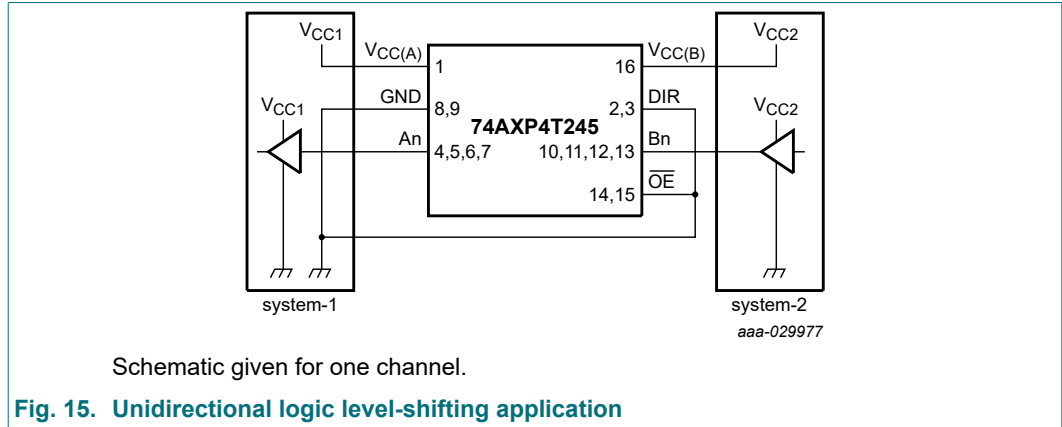 VCC1
VCC(A)
1
16
VCC(B)
VCC2
GND
8,9
2,3
DIR
VCC1
74AXP4T245
VCC2
An
4,5,6,7
10,11,12,13
Bn
14,15
OE
system-1
system-2
aaa-029977
Schematic given for one channel.
Fig. 15. Unidirectional logic level-shifting application